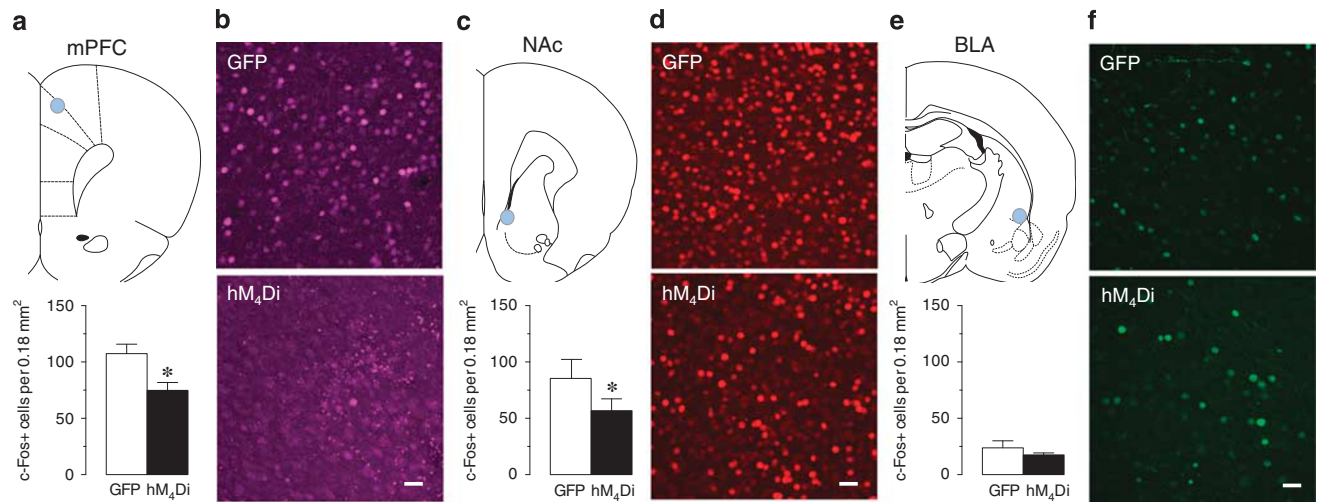 a
mPFC
150
100
50
0
c-Fos+ cells per 0.18 mm²
*
GFP hM₄Di
b
GFP
hM₄Di
c
NAc
150
100
50
0
c-Fos+ cells per 0.18 mm²
*
GFP hM₄Di
d
GFP
hM₄Di
e
BLA
150
100
50
0
c-Fos+ cells per 0.18 mm²
GFP hM₄Di
f
GFP
hM₄Di